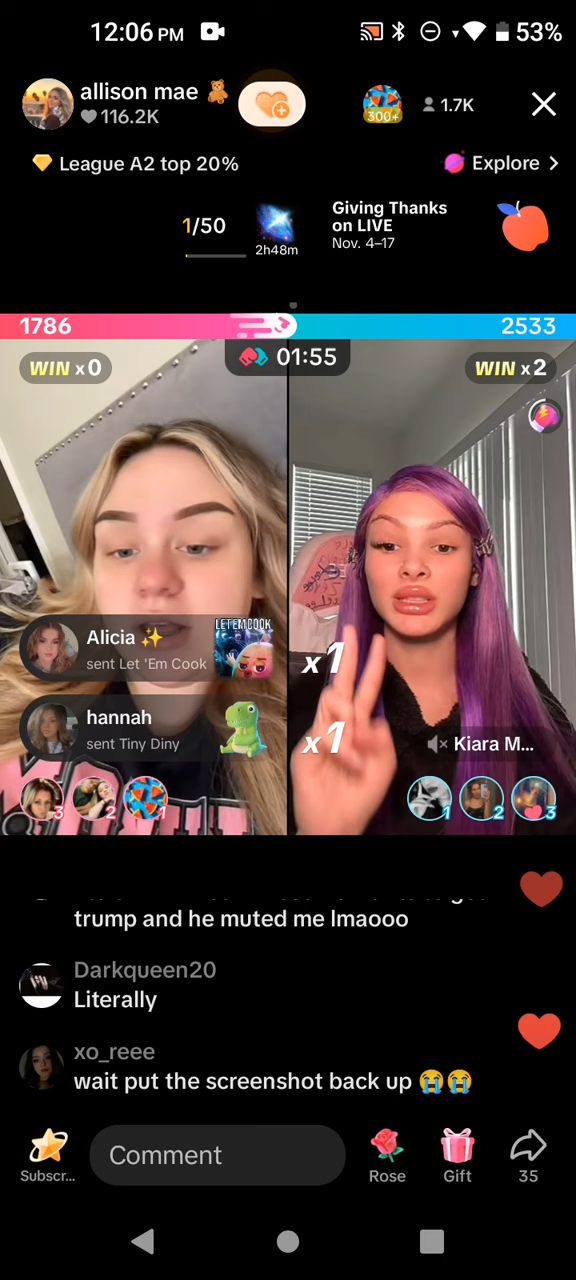 12:06 PM
53%
allison mae 🧸
116.2K
300+
1.7K
League A2 top 20%
Explore >
1/50
2h48m
Giving Thanks
on LIVE
Nov. 4–17
1786
2533
WIN x0
01:55
WIN x2
Alicia ✨
sent Let 'Em Cook
LETEMCOOK
x1
hannah
sent Tiny Diny
x1
Kiara M...
3
2
1
1
2
3
trump and he muted me lmaooo
Darkqueen20
Literally
xo_reee
wait put the screenshot back up 😭😭
Subscr...
Comment
Rose
Gift
35